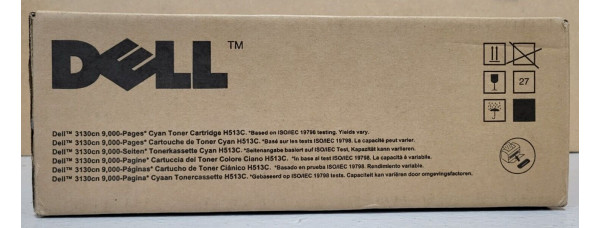 DELL™
Dell™ 3130cn 9,000-Pages* Cyan Toner Cartridge H513C. *Based on ISO/IEC 19798 testing. Yields vary.
Dell™ 3130cn 9,000-Pages* Cartouche de Toner Cyan H513C. *Basé sur les tests ISO/IEC 19798. Le capacité peut varier.
Dell™ 3130cn 9,000-Seiten* Tonerkassette Cyan H513C. *Seitenangabe basiert auf ISO/IEC 19798 Test, Kapazität kann variieren.
Dell™ 3130cn 9,000-Pagine* Cartuccia del Toner Colore Ciano H513C. *In base al test ISO/IEC 19798. La capacità è variabile.
Dell™ 3130cn 9,000-Páginas* Cartucho de Toner Ciánico H513C. *Basado en prueba ISO/IEC 19798. Rendimiento variable.
Dell™ 3130cn 9,000-Pagina* Cyaan Tonercassette H513C. *Gebaseerd op ISO/IEC 19798 tests. Capaciteit kan variëren door omgevingsfactoren.
27